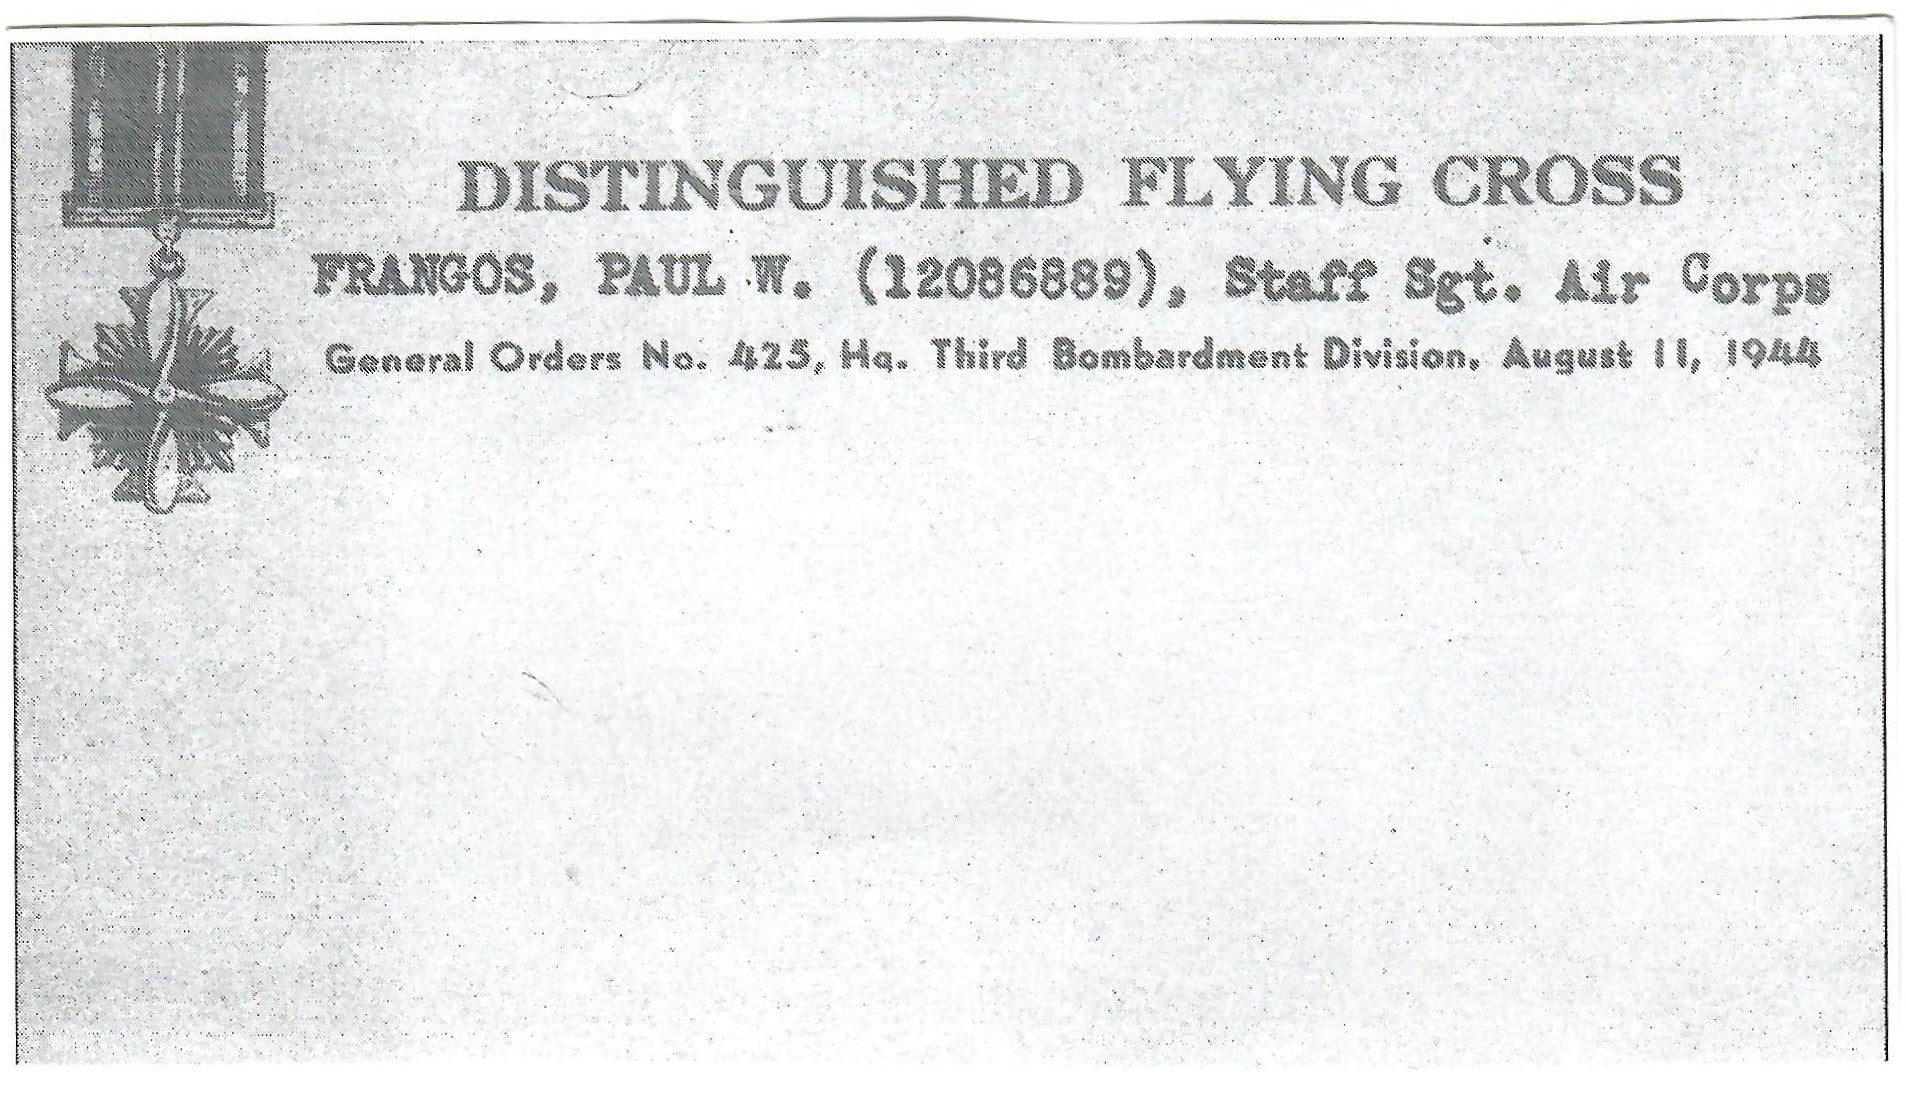 DISTINGUISHED FLYING CROSS
FRANGOS, PAUL W. (12086889), Staff Sgt. Air Corps
General Orders No. 425, Hq. Third Bombardment Division, August 11, 1944